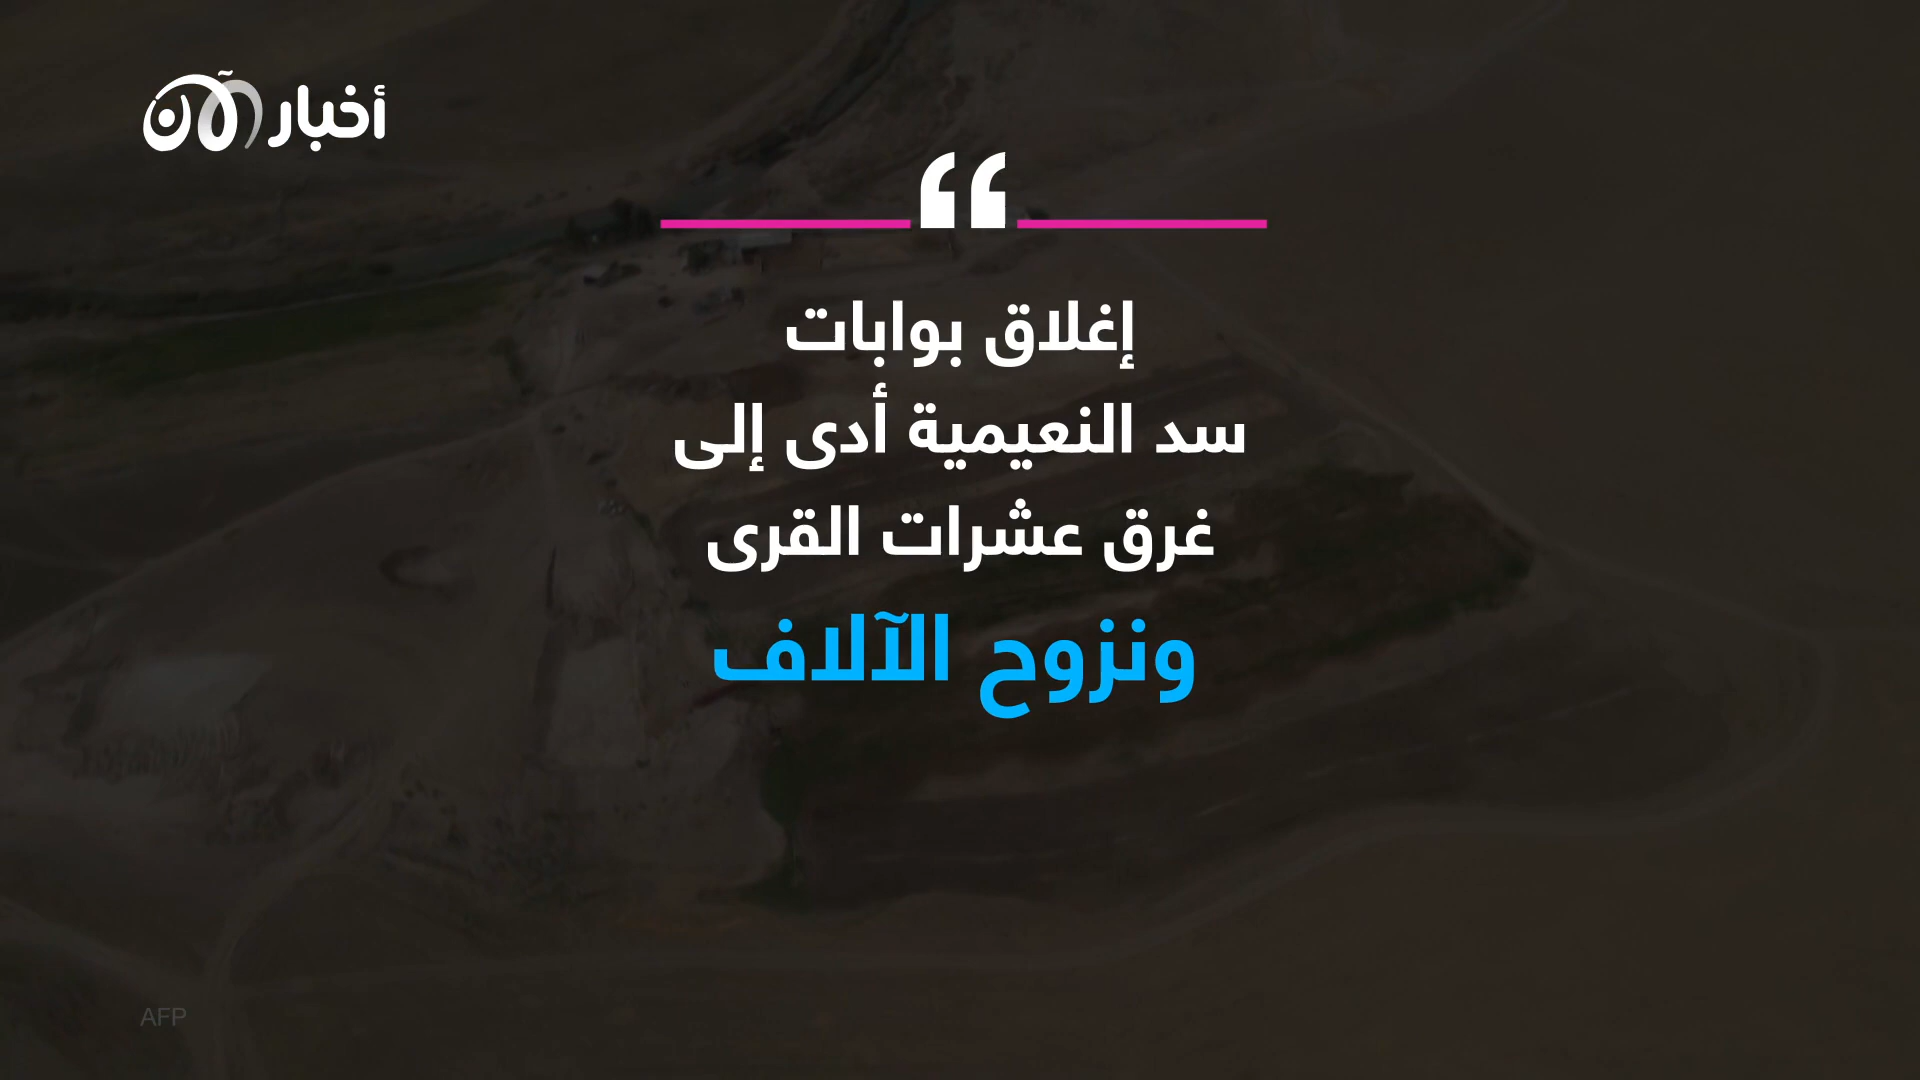 أخبار الآن
إغلاق بوابات
سد النعيمية أدى إلى
غرق عشرات القرى
ونزوح الآلاف
AFP